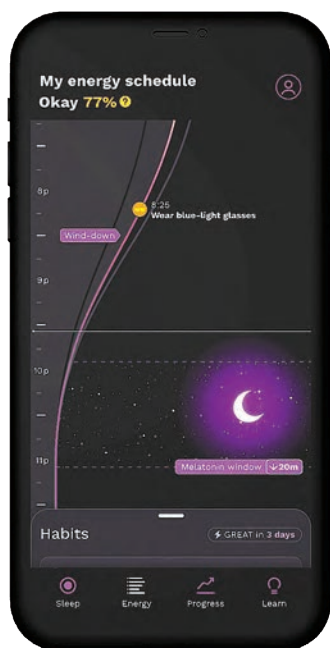 My energy schedule
Okay 77% ?
8p
8:25
Wear blue-light glasses
Wind-down
9p
10p
Melatonin window ↓20m
11p
Habits
GREAT in 3 days
Sleep
Energy
Progress
Learn